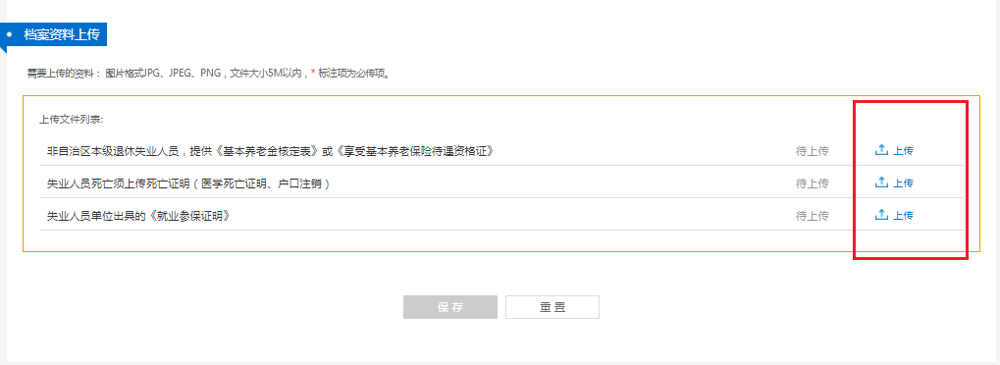 档案资料上传
需要上传的资料： 图片格式JPG、JPEG、PNG，文件大小5M以内，* 标注项为必传项。
上传文件列表:
非自治区本级退休失业人员，提供《基本养老金核定表》或《享受基本养老保险待遇资格证》 待上传 上传
失业人员死亡须上传死亡证明（医学死亡证明、户口注销） 待上传 上传
失业人员单位出具的《就业参保证明》 待上传 上传
保存 重置